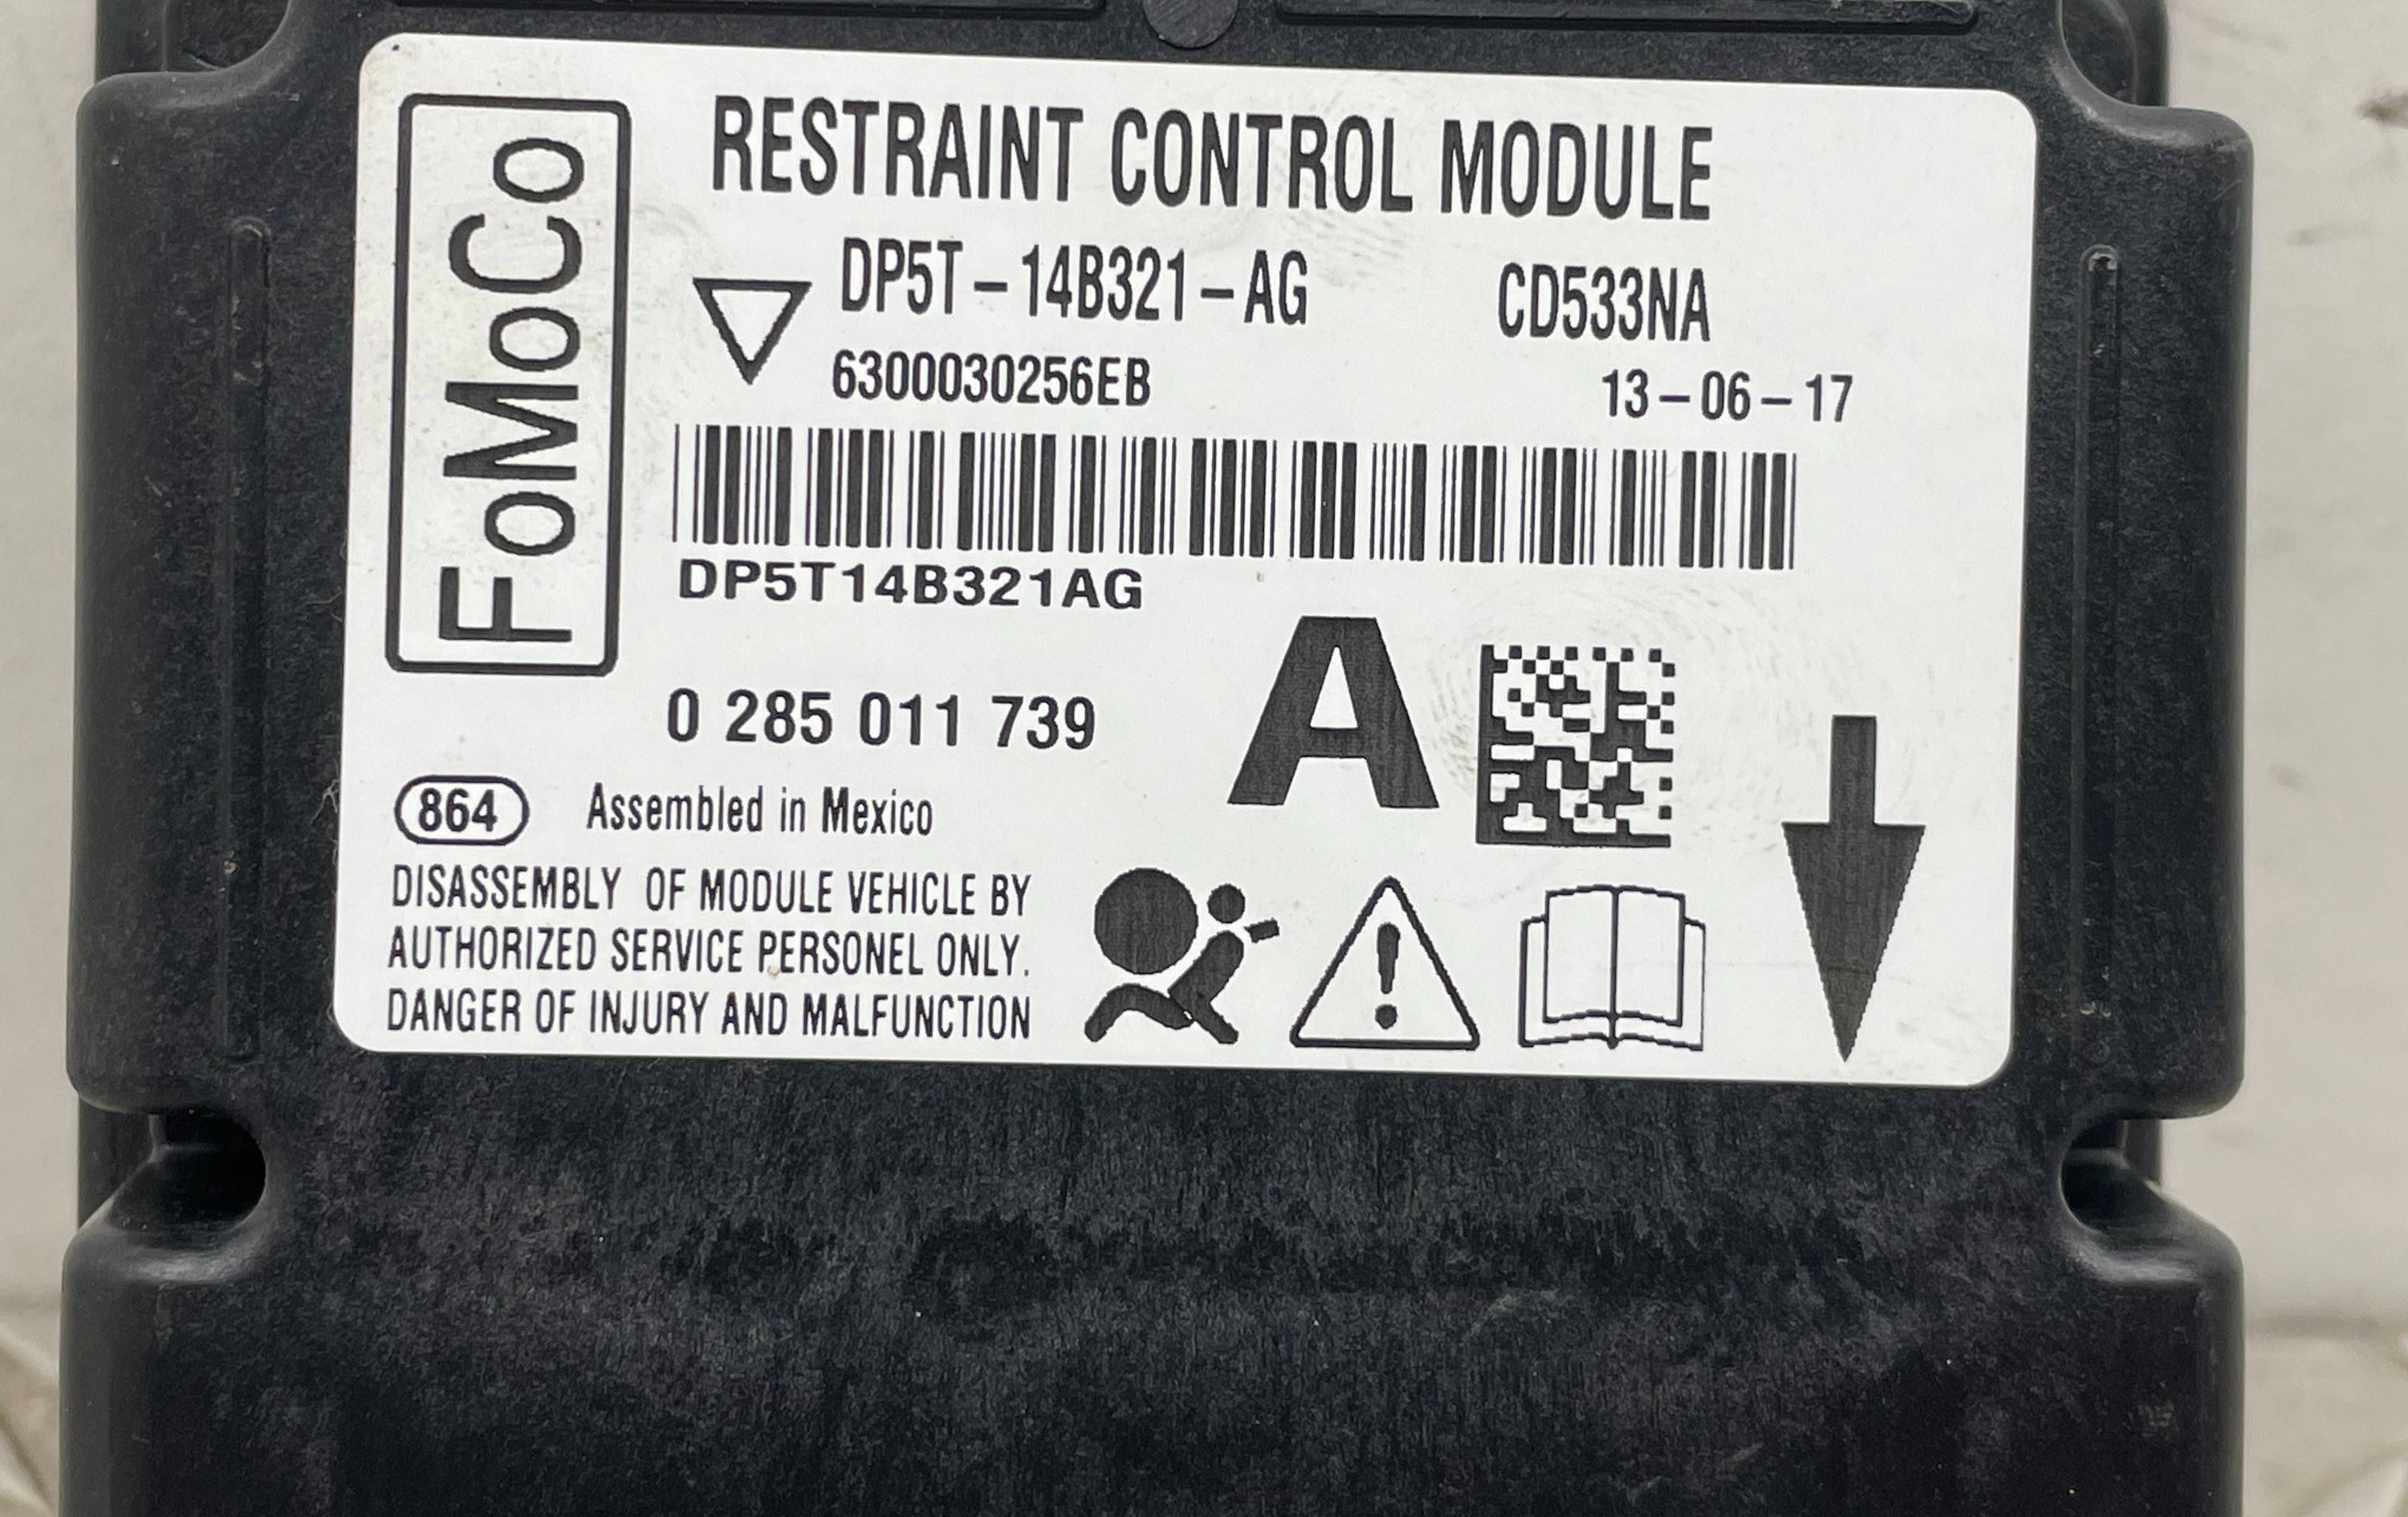 FoMoCo
RESTRAINT CONTROL MODULE
DP5T-14B321-AG CD533NA
6300030256EB 13-06-17
DP5T14B321AG
A
0 285 011 739
864 Assembled in Mexico
DISASSEMBLY OF MODULE VEHICLE BY
AUTHORIZED SERVICE PERSONEL ONLY.
DANGER OF INJURY AND MALFUNCTION